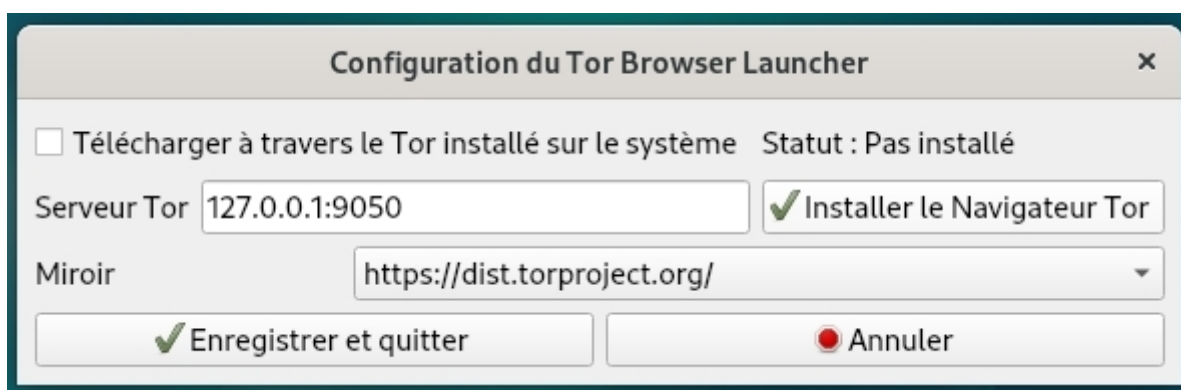 Configuration du Tor Browser Launcher
Télécharger à travers le Tor installé sur le système Statut : Pas installé
Serveur Tor 127.0.0.1:9050 Installer le Navigateur Tor
Miroir https://dist.torproject.org/
Enregistrer et quitter Annuler